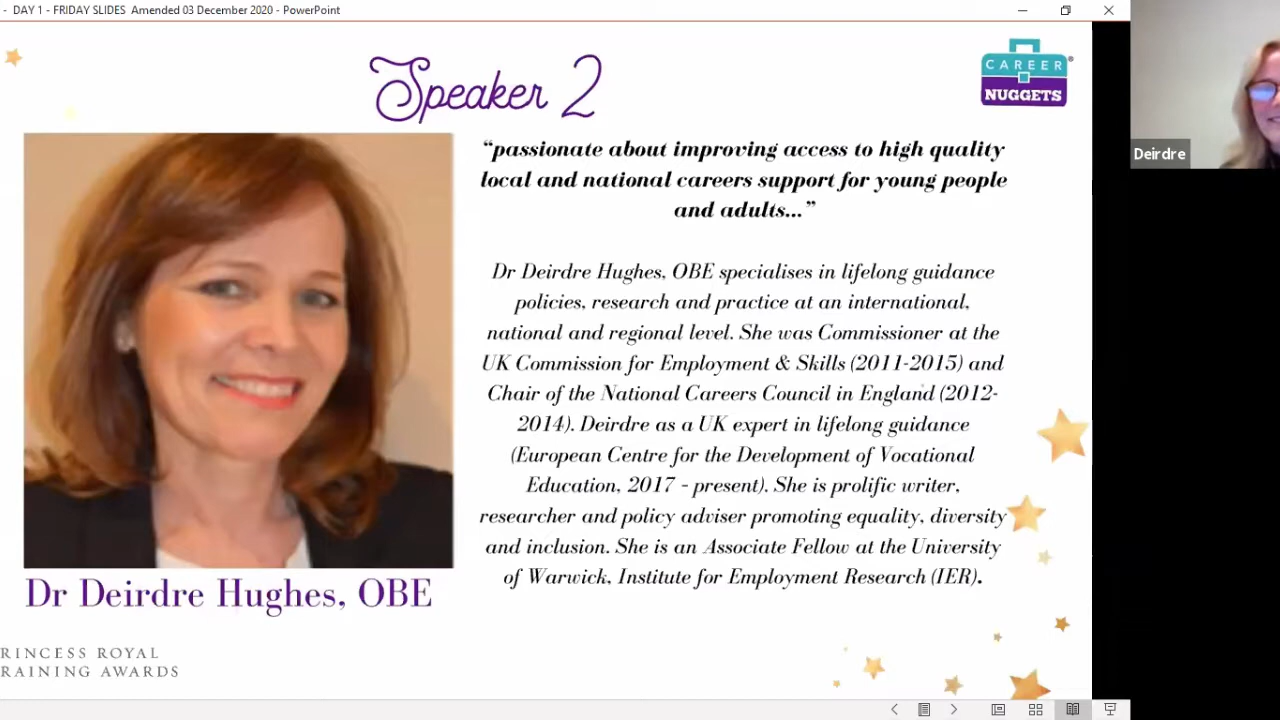 - DAY 1 - FRIDAY SLIDES Amended 03 December 2020 - PowerPoint
Speaker 2
CAREER
NUGGETS®
Deirdre
“passionate about improving access to high quality
local and national careers support for young people
and adults...”
Dr Deirdre Hughes, OBE specialises in lifelong guidance
policies, research and practice at an international,
national and regional level. She was Commissioner at the
UK Commission for Employment & Skills (2011-2015) and
Chair of the National Careers Council in England (2012-
2014). Deirdre as a UK expert in lifelong guidance
(European Centre for the Development of Vocational
Education, 2017 - present). She is prolific writer,
researcher and policy adviser promoting equality, diversity
and inclusion. She is an Associate Fellow at the University
of Warwick, Institute for Employment Research (IER).
Dr Deirdre Hughes, OBE
RINCESS ROYAL
RAINING AWARDS